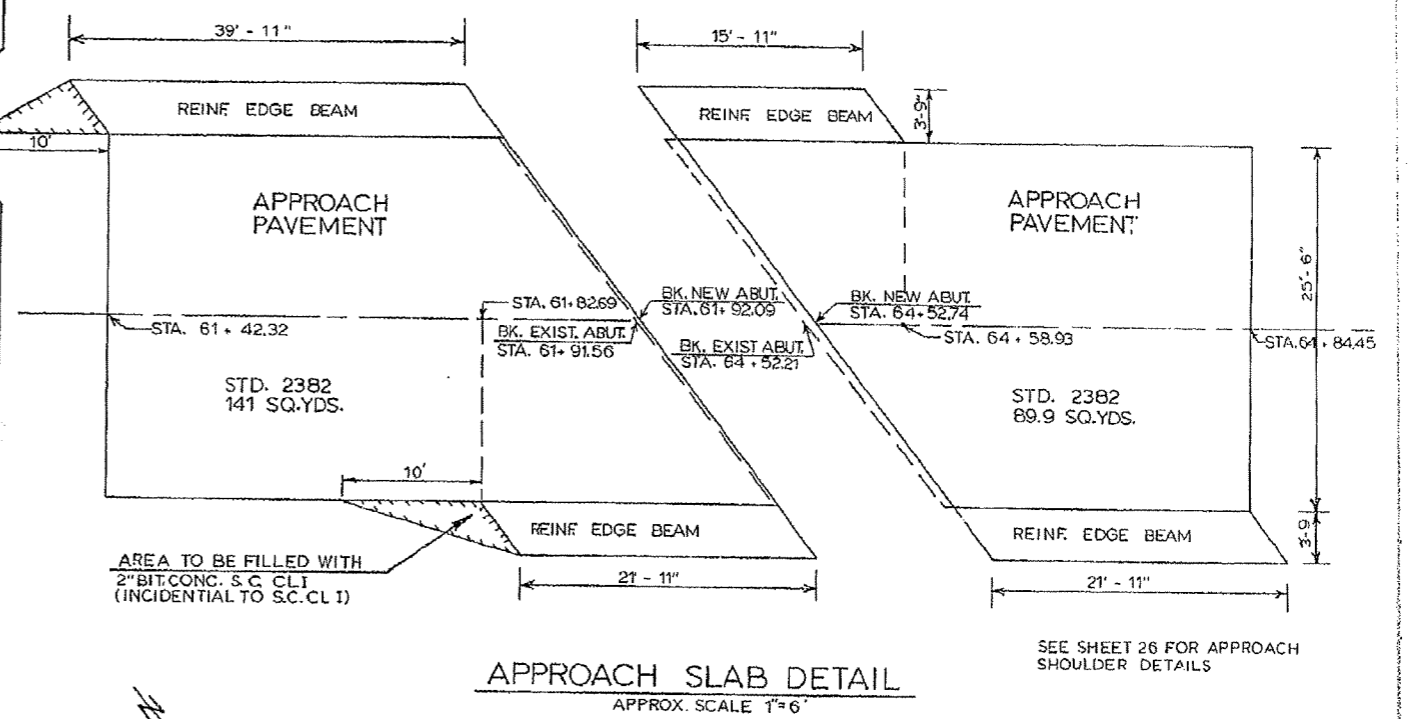 39' - 11"
15' - 11"
REINF. EDGE BEAM
REINF. EDGE BEAM
3'-9"
10'
APPROACH
PAVEMENT
APPROACH
PAVEMENT
25'- 6"
STA. 61+82.69
BK. NEW ABUT.
STA. 61+ 92.09
BK. NEW ABUT.
STA. 64+52.74
STA. 61 + 42.32
BK. EXIST. ABUT.
STA. 61+ 91.56
BK. EXIST ABUT.
STA. 64 + 52.21
STA. 64 + 58.93
STA. 64 + 84.45
STD. 2382
141 SQ.YDS.
STD. 2382
89.9 SQ.YDS.
10'
REINF. EDGE BEAM
REINF. EDGE BEAM
3'-9
AREA TO BE FILLED WITH
2" BIT. CONC. S.C. CL I
(INCIDENTIAL TO S.C. CL I)
21' - 11"
21' - 11"
SEE SHEET 26 FOR APPROACH
SHOULDER DETAILS
APPROACH SLAB DETAIL
APPROX. SCALE 1"=6'
N